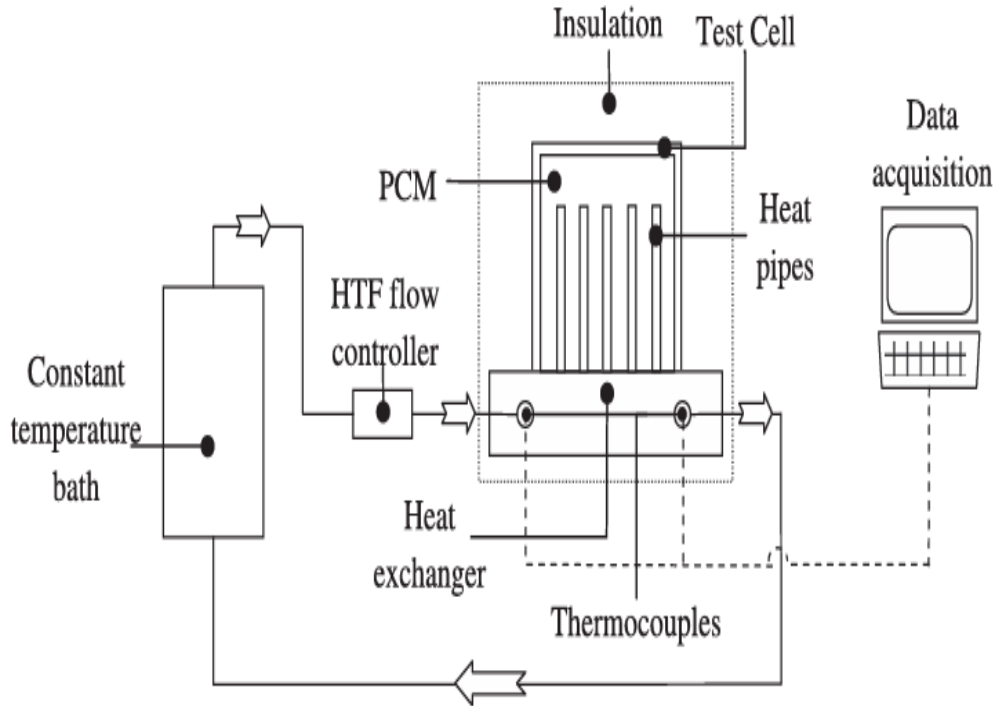 Insulation
Test Cell
Data
acquisition
PCM
Heat
pipes
HTF flow
controller
Constant
temperature
bath
Heat
exchanger
Thermocouples